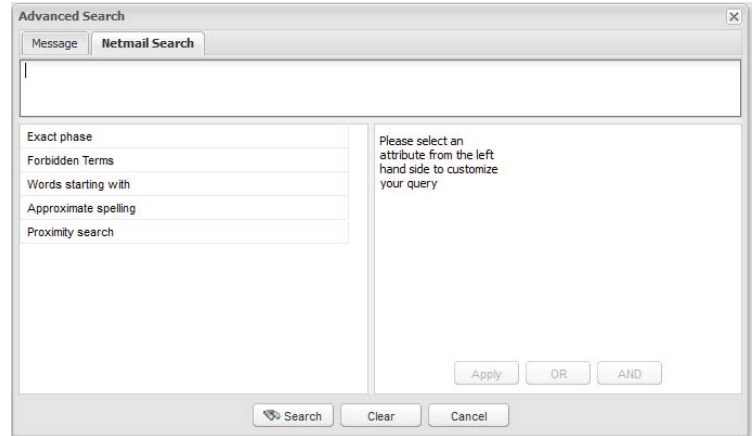 Advanced Search
Message
Netmail Search
Exact phase
Forbidden Terms
Words starting with
Approximate spelling
Proximity search
Please select an
attribute from the left
hand side to customize
your query
Apply
OR
AND
Search
Clear
Cancel